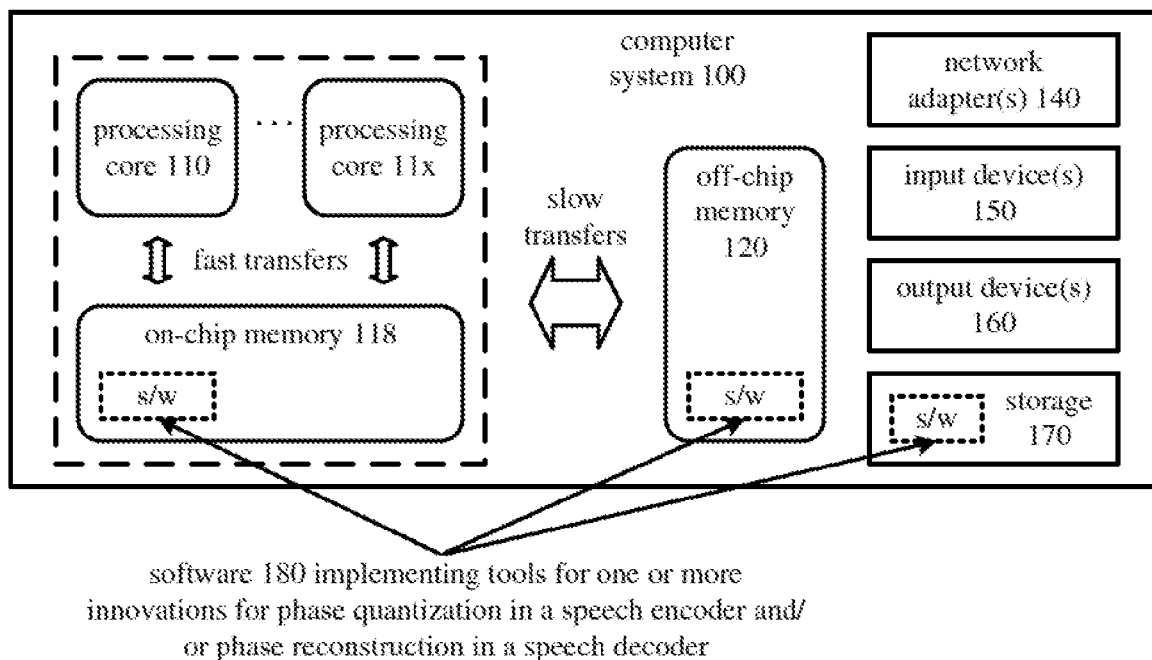 computer
system 100
processing
core 110
...
processing
core 11x
fast transfers
on-chip memory 118
s/w
slow
transfers
off-chip
memory
120
s/w
network
adapter(s) 140
input device(s)
150
output device(s)
160
s/w
storage
170
software 180 implementing tools for one or more
innovations for phase quantization in a speech encoder and/
or phase reconstruction in a speech decoder